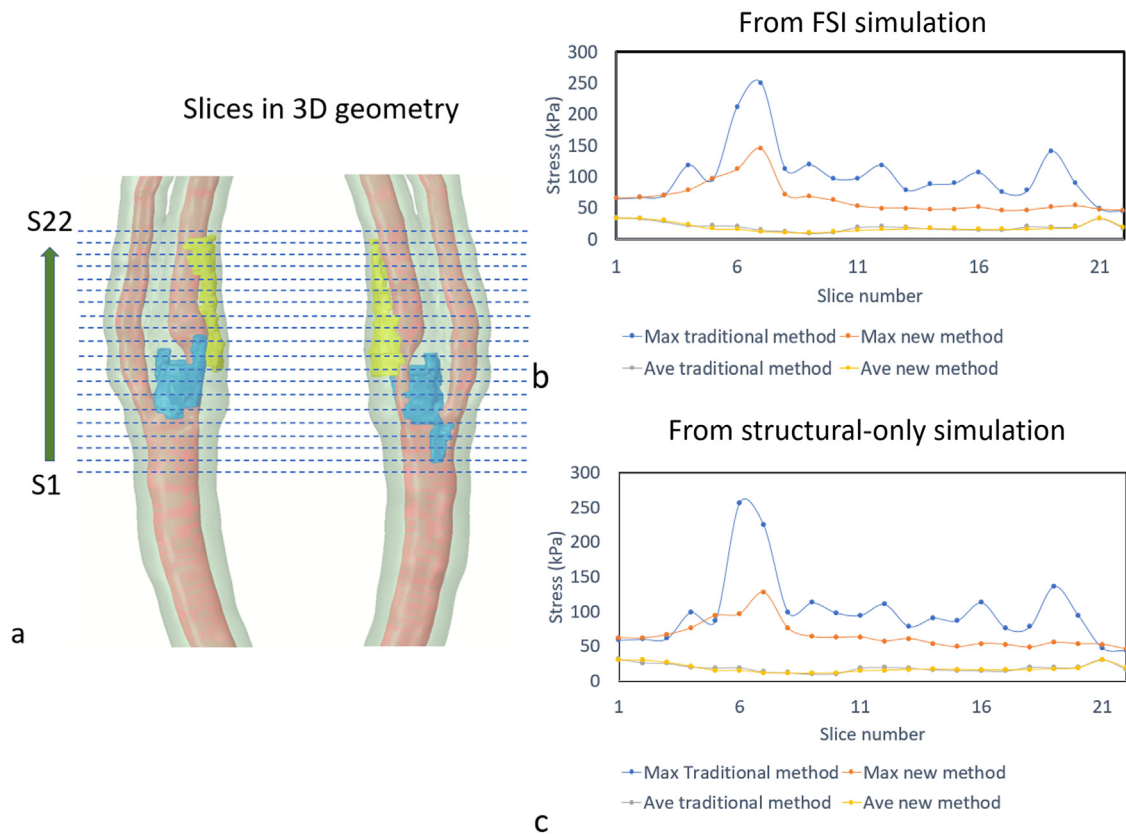 Slices in 3D geometry
S22
S1
a
From FSI simulation
300
250
200
150
100
50
0
Stress (kPa)
1 6 11 16 21
Slice number
Max traditional method Max new method
Ave traditional method Ave new method
b
From structural-only simulation
300
250
200
150
100
50
0
Stress (kPa)
1 6 11 16 21
Slice number
Max Traditional method Max new method
Ave traditional method Ave new method
c